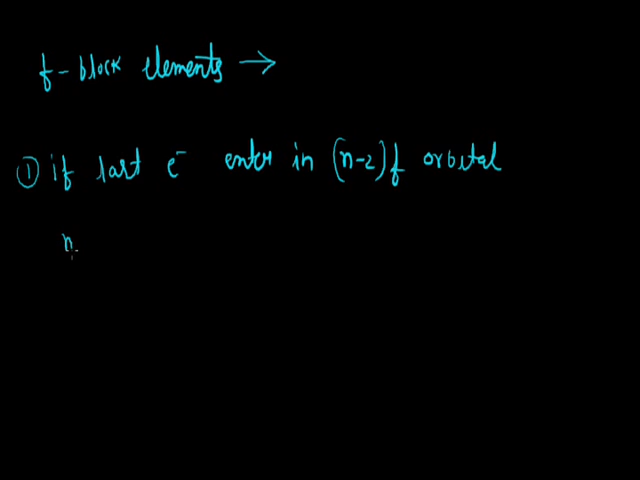 f-block elements →
① if last e⁻ enter in (n-2)f orbital
n